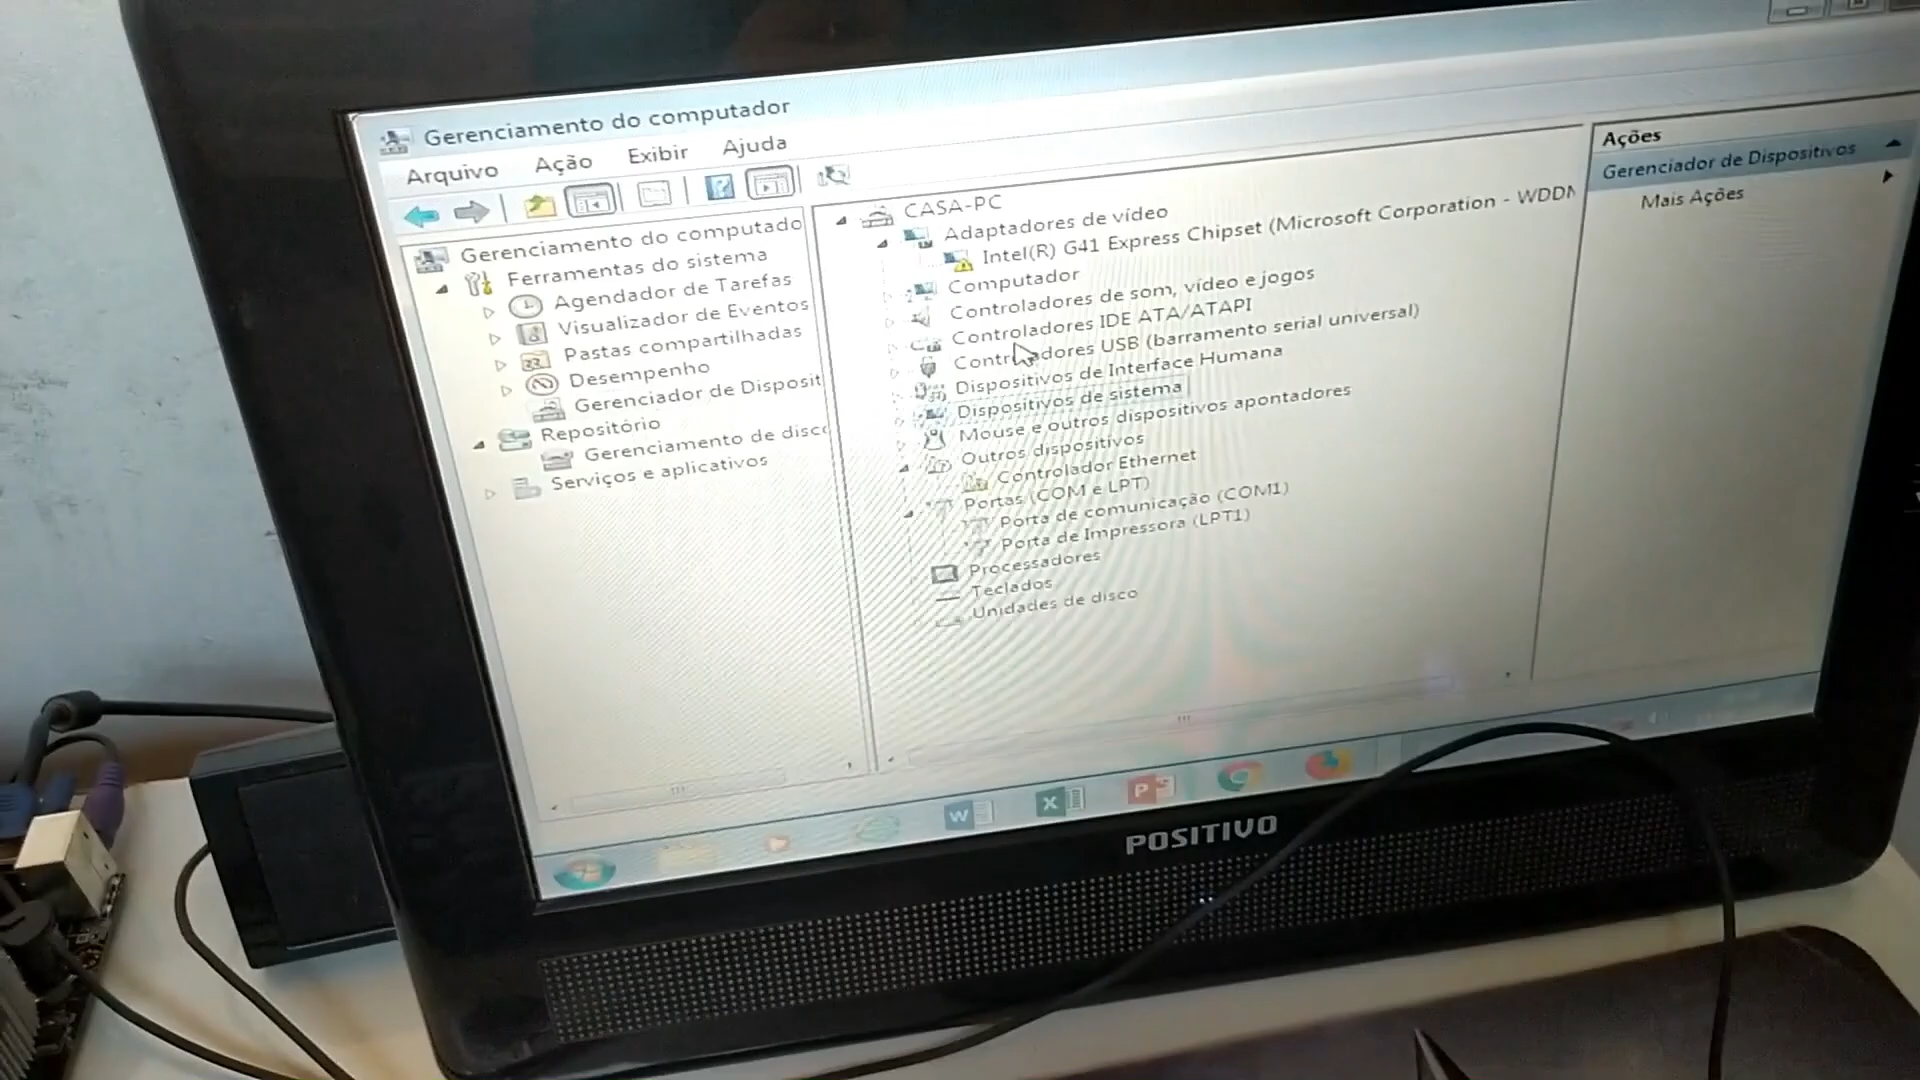 Gerenciamento do computador
Arquivo Ação Exibir Ajuda
Gerenciamento do computado
Ferramentas do sistema
Agendador de Tarefas
Visualizador de Eventos
Pastas compartilhadas
Desempenho
Gerenciador de Disposit
Repositório
Gerenciamento de disco
Serviços e aplicativos
CASA-PC
Adaptadores de vídeo
Intel(R) G41 Express Chipset (Microsoft Corporation - WDDM
Computador
Controladores de som, vídeo e jogos
Controladores IDE ATA/ATAPI
Controladores USB (barramento serial universal)
Dispositivos de Interface Humana
Dispositivos de sistema
Mouse e outros dispositivos apontadores
Outros dispositivos
Controlador Ethernet
Portas (COM e LPT)
Porta de comunicação (COM1)
Porta de Impressora (LPT1)
Processadores
Teclados
Unidades de disco
Ações
Gerenciador de Dispositivos
Mais Ações
W
X
P
POSITIVO